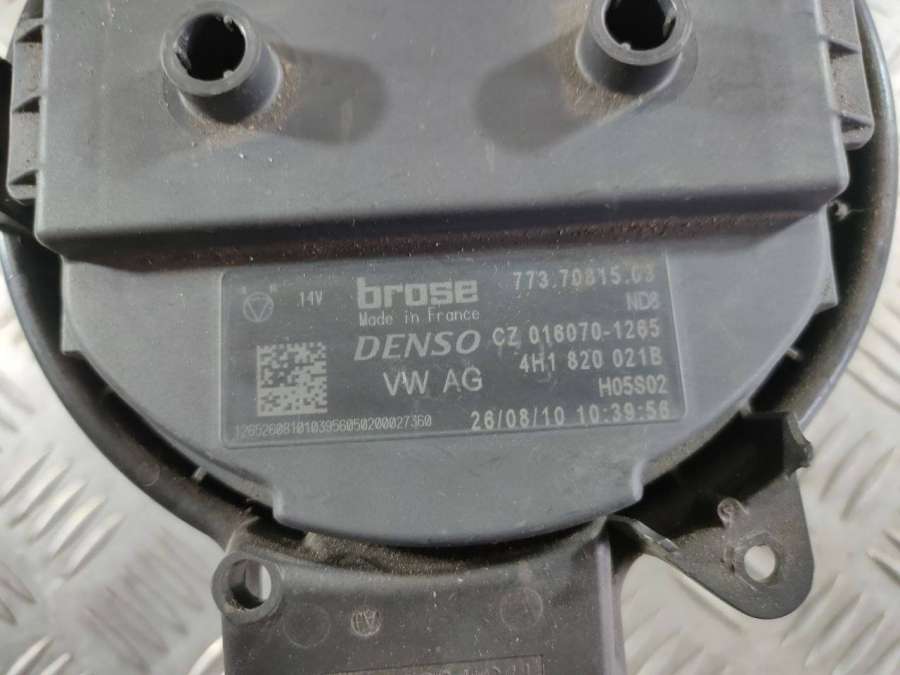 14V brose 773.70815.03
Made in France ND8
DENSO CZ 016070-1265
VW AG 4H1 820 021B
H05S02
26/08/10 10:39:56
1265260810103956050200027360